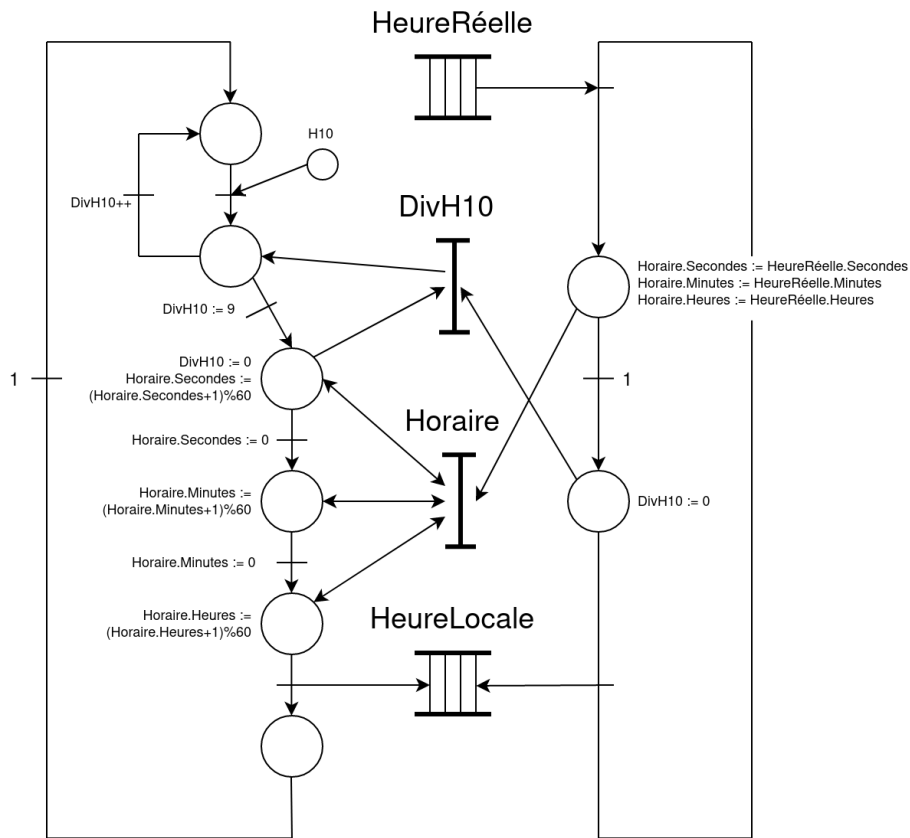 HeureRéelle
H10
DivH10++
DivH10
Horaire.Secondes := HeureRéelle.Secondes
Horaire.Minutes := HeureRéelle.Minutes
Horaire.Heures := HeureRéelle.Heures
DivH10 := 9
1
DivH10 := 0
Horaire.Secondes :=
(Horaire.Secondes+1)%60
1
Horaire
Horaire.Secondes := 0
Horaire.Minutes :=
(Horaire.Minutes+1)%60
DivH10 := 0
Horaire.Minutes := 0
Horaire.Heures :=
(Horaire.Heures+1)%60
HeureLocale